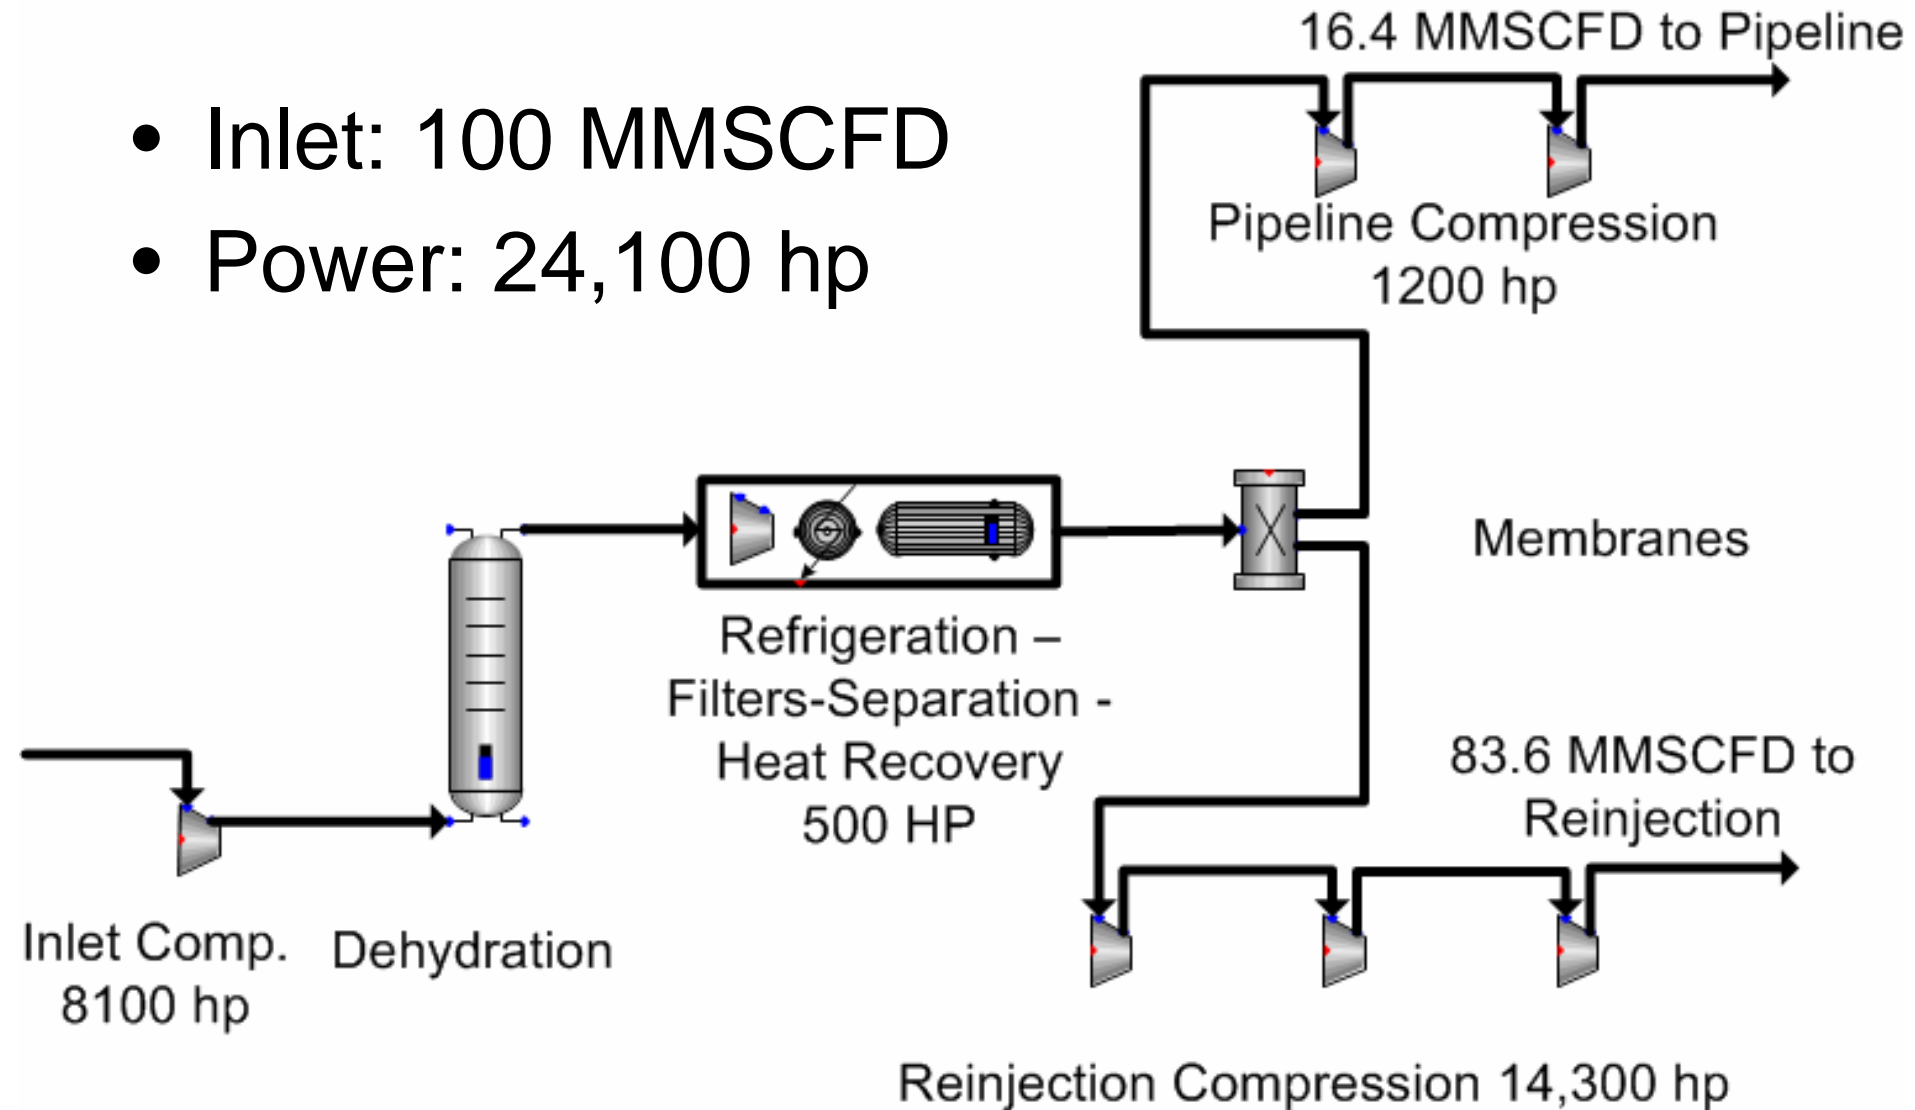 16.4 MMSCFD to Pipeline
• Inlet: 100 MMSCFD
• Power: 24,100 hp
Pipeline Compression
1200 hp
Membranes
Refrigeration –
Filters-Separation -
Heat Recovery
500 HP
83.6 MMSCFD to
Reinjection
Inlet Comp.
8100 hp
Dehydration
Reinjection Compression 14,300 hp